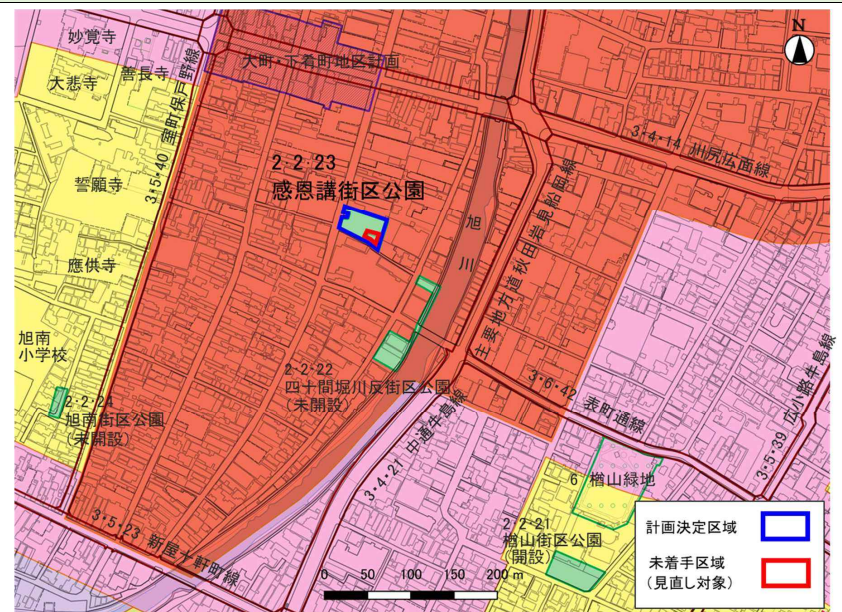 妙覚寺
善長寺
大悲寺
3・5・40 雷町保戸野線
誓願寺
應供寺
旭南
小学校
2・2・24
旭南街区公園
(未開設)
大町・下肴町地区計画
2・2・23
感恩講街区公園
旭川
主要地方道秋田岩見船岡線
3・4・14 川尻広面線
N
2・2・22
四十間堀川反街区公園
(未開設)
3・6・42 表町通線
3・5・39 広小路牛島線
3・4・21 中通牛島線
6 楢山緑地
2・2・21
楢山街区公園
(開設)
3・5・23 新屋十軒町線
0 50 100 150 200 m
計画決定区域
未着手区域
(見直し対象)